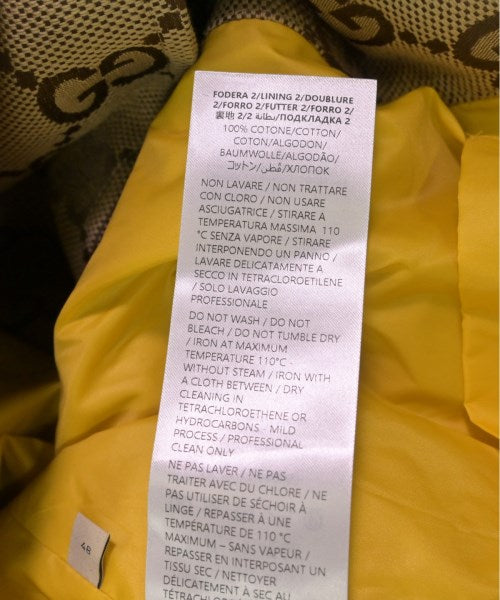 FODERA 2/LINING 2/DOUBLURE
2/FORRO 2/FUTTER 2/FORRO 2/
裏地 2/2 بطانة/ПОДКЛАДКА 2
100% COTONE/COTTON/
COTON/ALGODON/
BAUMWOLLE/ALGODÃO/
コットン/قطن/ХЛОПОК
NON LAVARE / NON TRATTARE
CON CLORO / NON USARE
ASCIUGATRICE / STIRARE A
TEMPERATURA MASSIMA 110
°C SENZA VAPORE / STIRARE
INTERPONENDO UN PANNO /
LAVARE DELICATAMENTE A
SECCO IN TETRACLOROETILENE
/ SOLO LAVAGGIO
PROFESSIONALE
DO NOT WASH / DO NOT
BLEACH / DO NOT TUMBLE DRY
/ IRON AT MAXIMUM
TEMPERATURE 110°C -
WITHOUT STEAM / IRON WITH
A CLOTH BETWEEN / DRY
CLEANING IN
TETRACHLOROETHENE OR
HYDROCARBONS - MILD
PROCESS / PROFESSIONAL
CLEAN ONLY
NE PAS LAVER / NE PAS
TRAITER AVEC DU CHLORE / NE
PAS UTILISER DE SÉCHOIR À
LINGE / REPASSER À UNE
TEMPÉRATURE DE 110 °C
MAXIMUM – SANS VAPEUR /
REPASSER EN INTERPOSANT UN
TISSU SEC / NETTOYER
DÉLICATEMENT À SEC AU
48